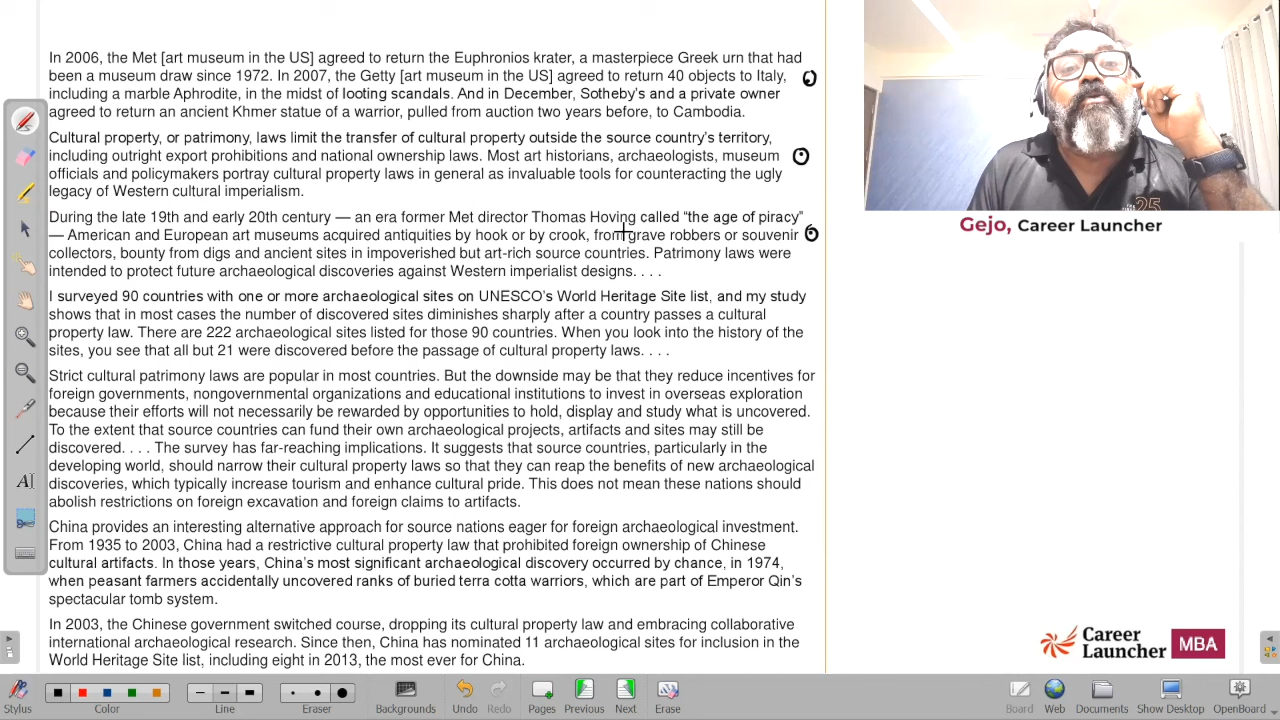 In 2006, the Met [art museum in the US] agreed to return the Euphronios krater, a masterpiece Greek urn that had
been a museum draw since 1972. In 2007, the Getty [art museum in the US] agreed to return 40 objects to Italy,
including a marble Aphrodite, in the midst of looting scandals. And in December, Sotheby's and a private owner
agreed to return an ancient Khmer statue of a warrior, pulled from auction two years before, to Cambodia.
Cultural property, or patrimony, laws limit the transfer of cultural property outside the source country's territory,
including outright export prohibitions and national ownership laws. Most art historians, archaeologists, museum
officials and policymakers portray cultural property laws in general as invaluable tools for counteracting the ugly
legacy of Western cultural imperialism.
During the late 19th and early 20th century — an era former Met director Thomas Hoving called "the age of piracy"
— American and European art museums acquired antiquities by hook or by crook, from grave robbers or souvenir
collectors, bounty from digs and ancient sites in impoverished but art-rich source countries. Patrimony laws were
intended to protect future archaeological discoveries against Western imperialist designs. . . .
I surveyed 90 countries with one or more archaeological sites on UNESCO's World Heritage Site list, and my study
shows that in most cases the number of discovered sites diminishes sharply after a country passes a cultural
property law. There are 222 archaeological sites listed for those 90 countries. When you look into the history of the
sites, you see that all but 21 were discovered before the passage of cultural property laws. . . .
Strict cultural patrimony laws are popular in most countries. But the downside may be that they reduce incentives for
foreign governments, nongovernmental organizations and educational institutions to invest in overseas exploration
because their efforts will not necessarily be rewarded by opportunities to hold, display and study what is uncovered.
To the extent that source countries can fund their own archaeological projects, artifacts and sites may still be
discovered. . . . The survey has far-reaching implications. It suggests that source countries, particularly in the
developing world, should narrow their cultural property laws so that they can reap the benefits of new archaeological
discoveries, which typically increase tourism and enhance cultural pride. This does not mean these nations should
abolish restrictions on foreign excavation and foreign claims to artifacts.
China provides an interesting alternative approach for source nations eager for foreign archaeological investment.
From 1935 to 2003, China had a restrictive cultural property law that prohibited foreign ownership of Chinese
cultural artifacts. In those years, China's most significant archaeological discovery occurred by chance, in 1974,
when peasant farmers accidentally uncovered ranks of buried terra cotta warriors, which are part of Emperor Qin's
spectacular tomb system.
In 2003, the Chinese government switched course, dropping its cultural property law and embracing collaborative
international archaeological research. Since then, China has nominated 11 archaeological sites for inclusion in the
World Heritage Site list, including eight in 2013, the most ever for China.
25
Gejo, Career Launcher
Career
Launcher MBA
Stylus Color Line Eraser Backgrounds Undo Redo Pages Previous Next Erase Board Web Documents Show Desktop OpenBoard